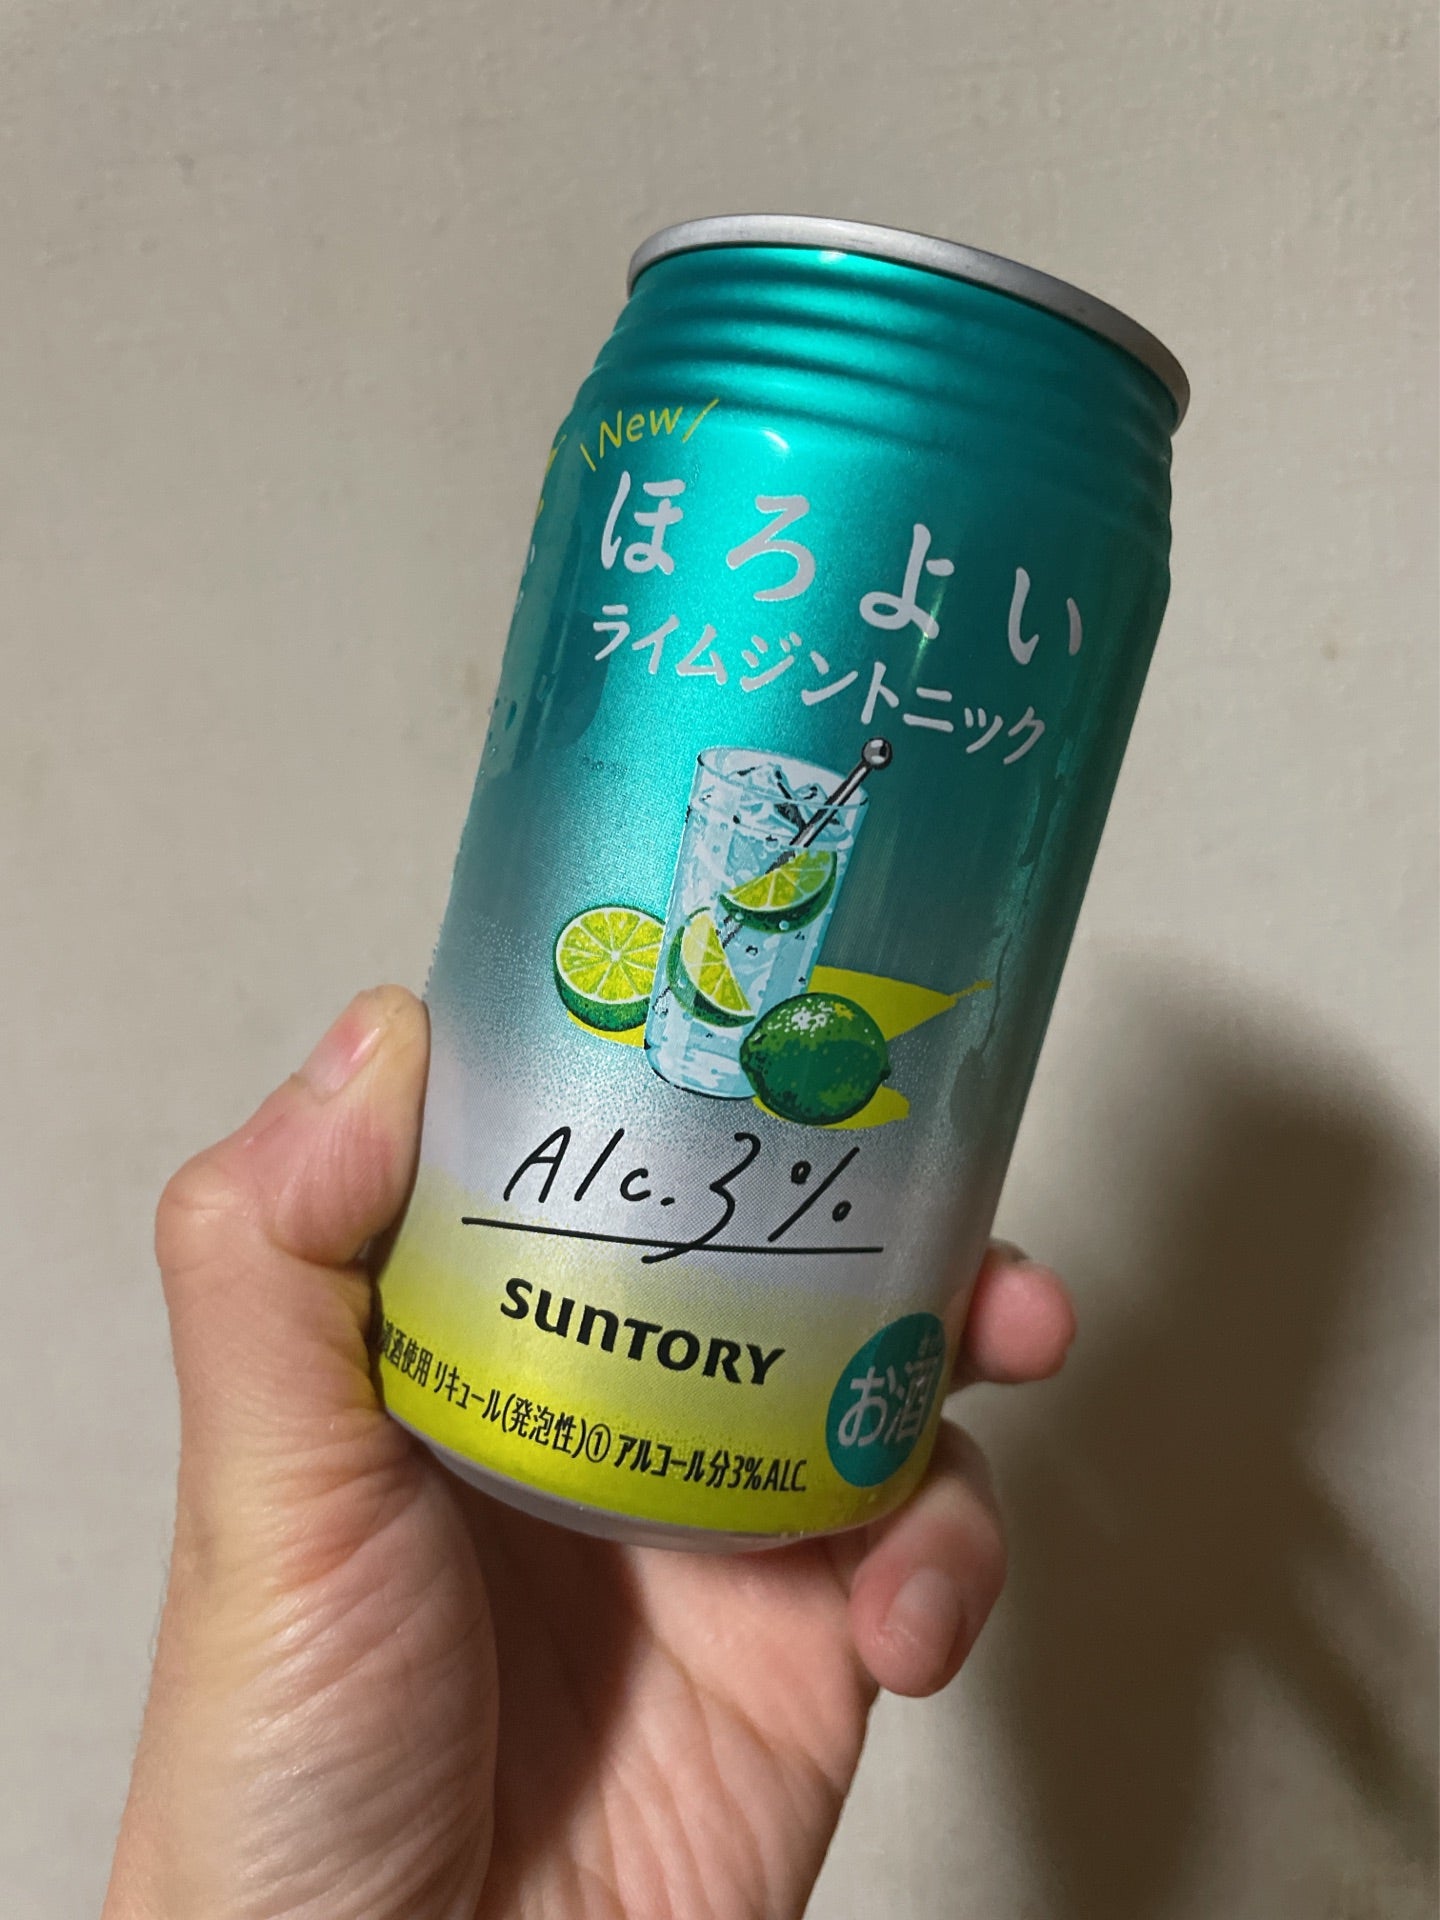 New
ほろよい
ライムジントニック
Alc.3%
SUNTORY
酒使用 リキュール(発泡性)① アルコール分3%ALC.
お酒